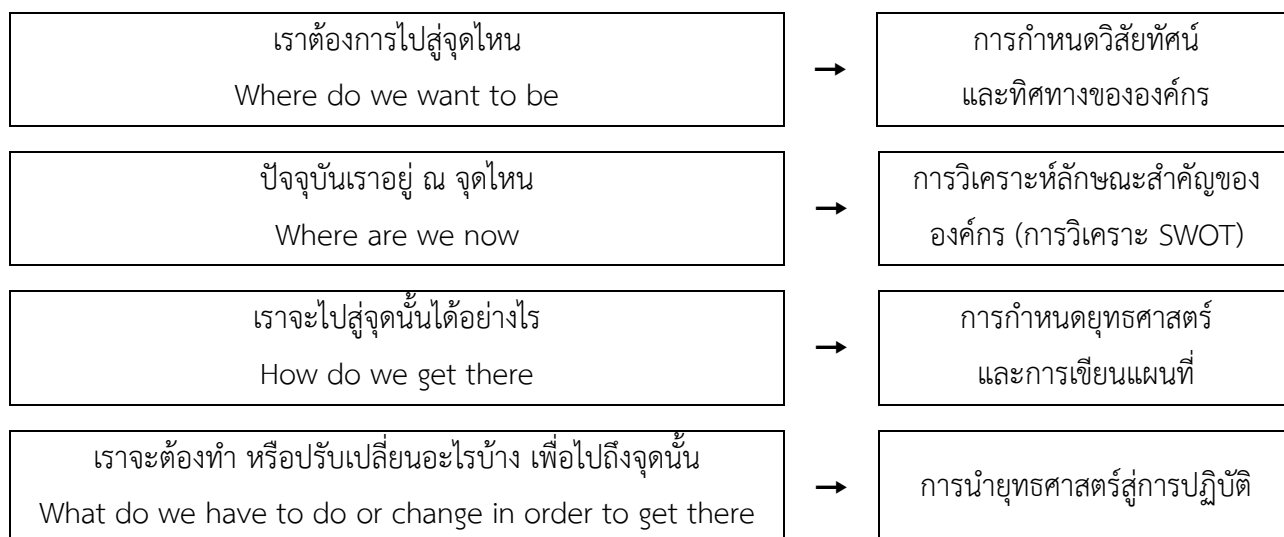 เราต้องการไปสู่จุดไหน
Where do we want to be
→
การกำหนดวิสัยทัศน์
และทิศทางขององค์กร
ปัจจุบันเราอยู่ ณ จุดไหน
Where are we now
→
การวิเคราะห์ลักษณะสำคัญของ
องค์กร (การวิเคราะ SWOT)
เราจะไปสู่จุดนั้นได้อย่างไร
How do we get there
→
การกำหนดยุทธศาสตร์
และการเขียนแผนที่
เราจะต้องทำ หรือปรับเปลี่ยนอะไรบ้าง เพื่อไปถึงจุดนั้น
What do we have to do or change in order to get there
→
การนำยุทธศาสตร์สู่การปฏิบัติ